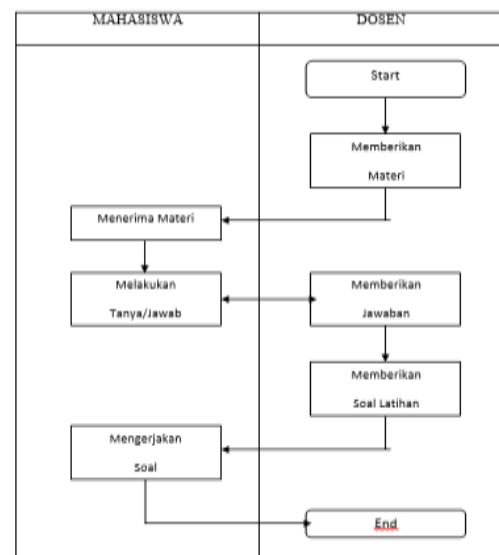 MAHASISWA
DOSEN
Start
Memberikan
Materi
Menerima Materi
Melakukan
Tanya/Jawab
Memberikan
Jawaban
Memberikan
Soal Latihan
Mengerjakan
Soal
End